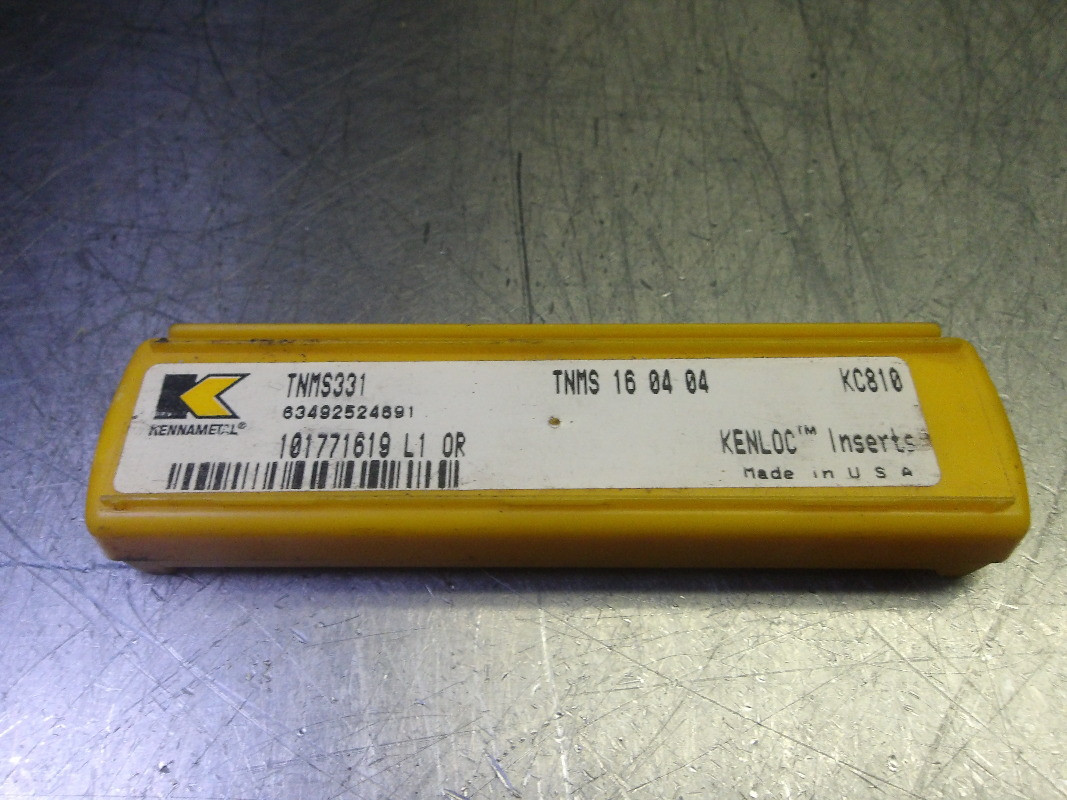 TNMS331 TNMS 16 04 04 KC810
63492524691
KENNAMETAL®
101771619 L1 OR KENLOC™ Inserts
Made in U S A